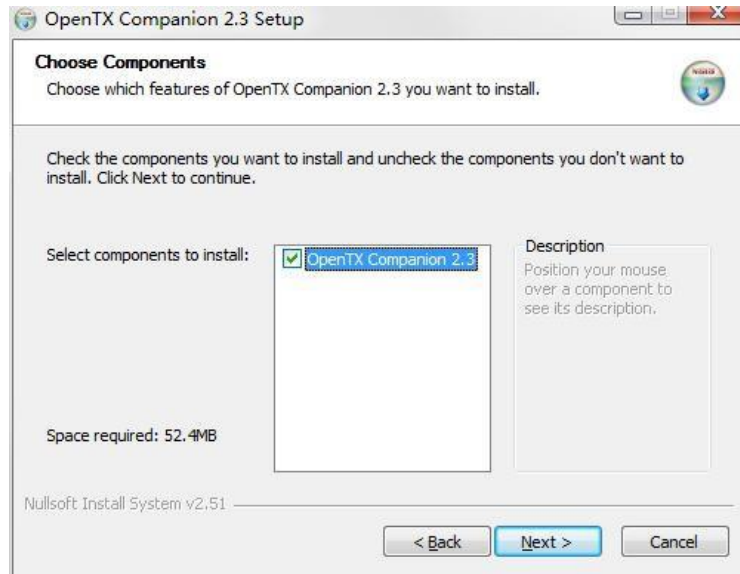 OpenTX Companion 2.3 Setup
Choose Components
Choose which features of OpenTX Companion 2.3 you want to install.
Check the components you want to install and uncheck the components you don't want to
install. Click Next to continue.
Select components to install:
OpenTX Companion 2.3
Description
Position your mouse
over a component to
see its description.
Space required: 52.4MB
Nullsoft Install System v2.51
< Back
Next >
Cancel